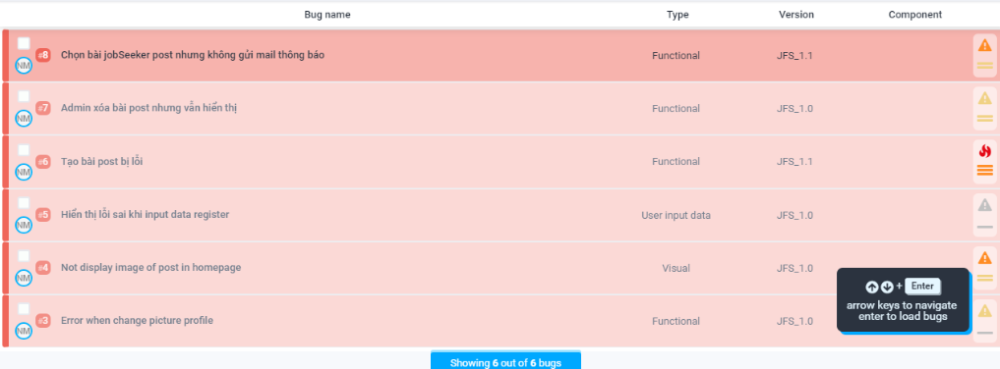 Bug name Type Version Component
#8 Chọn bài jobSeeker post nhưng không gửi mail thông báo Functional JFS_1.1
NM
#7 Admin xóa bài post nhưng vẫn hiển thị Functional JFS_1.0
NM
#6 Tạo bài post bị lỗi Functional JFS_1.1
NM
#5 Hiển thị lỗi sai khi input data register User input data JFS_1.0
NM
#4 Not display image of post in homepage Visual JFS_1.0
NM
#3 Error when change picture profile Functional JFS_1.0
NM
+ Enter
arrow keys to navigate
enter to load bugs
Showing 6 out of 6 bugs